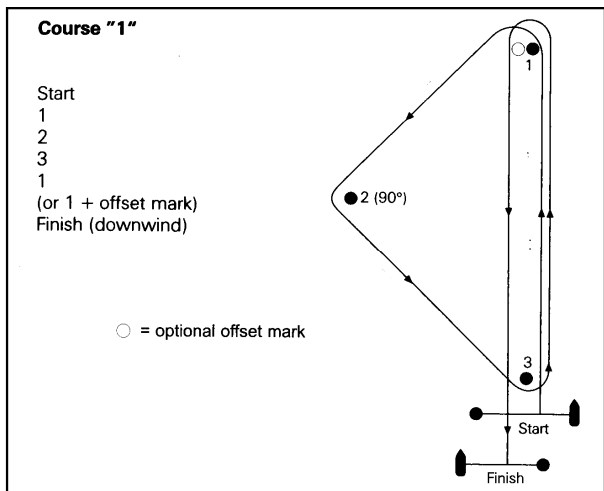 Course "1"
Start
1
2
3
1
(or 1 + offset mark)
Finish (downwind)
= optional offset mark
1
2 (90°)
3
Start
Finish